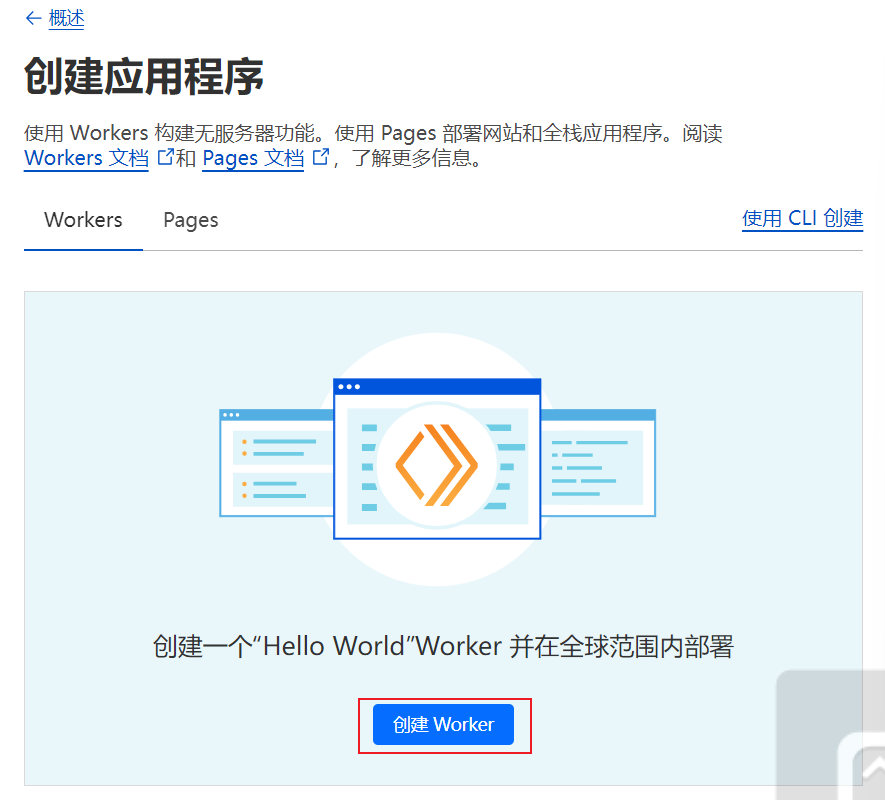 概述
创建应用程序
使用 Workers 构建无服务器功能。使用 Pages 部署网站和全栈应用程序。阅读
Workers 文档 和 Pages 文档 ，了解更多信息。
Workers Pages 使用 CLI 创建
创建一个“Hello World”Worker 并在全球范围内部署
创建 Worker